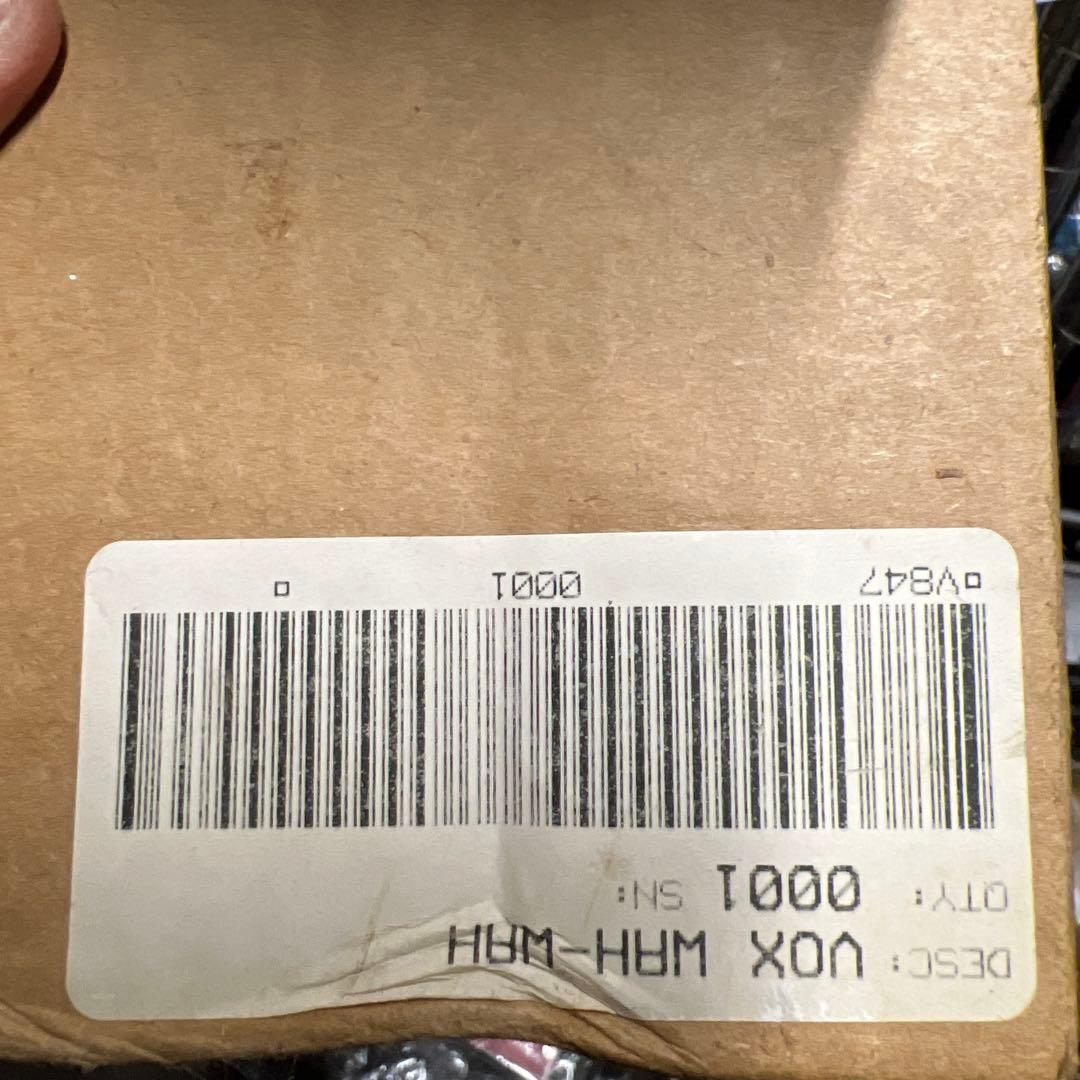 DESC: VOX WAH-WAH
QTY: 0001 SN:
V847 0001